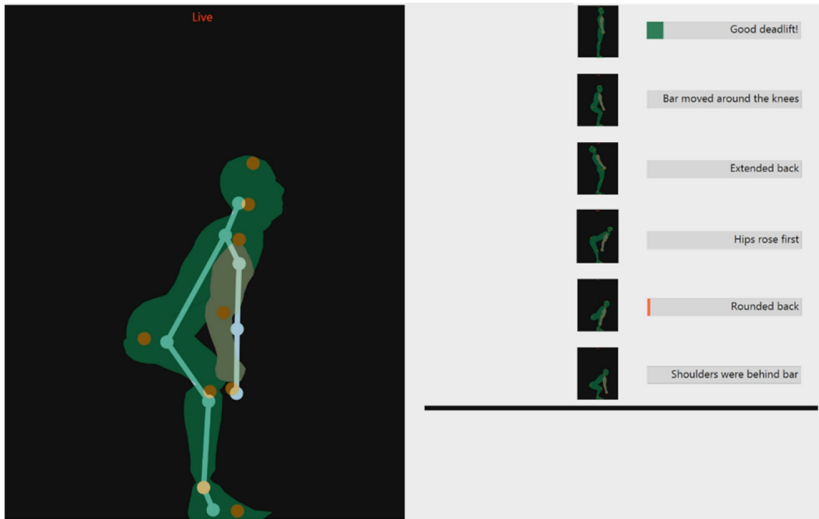 Live
Good deadlift!
Bar moved around the knees
Extended back
Hips rose first
Rounded back
Shoulders were behind bar